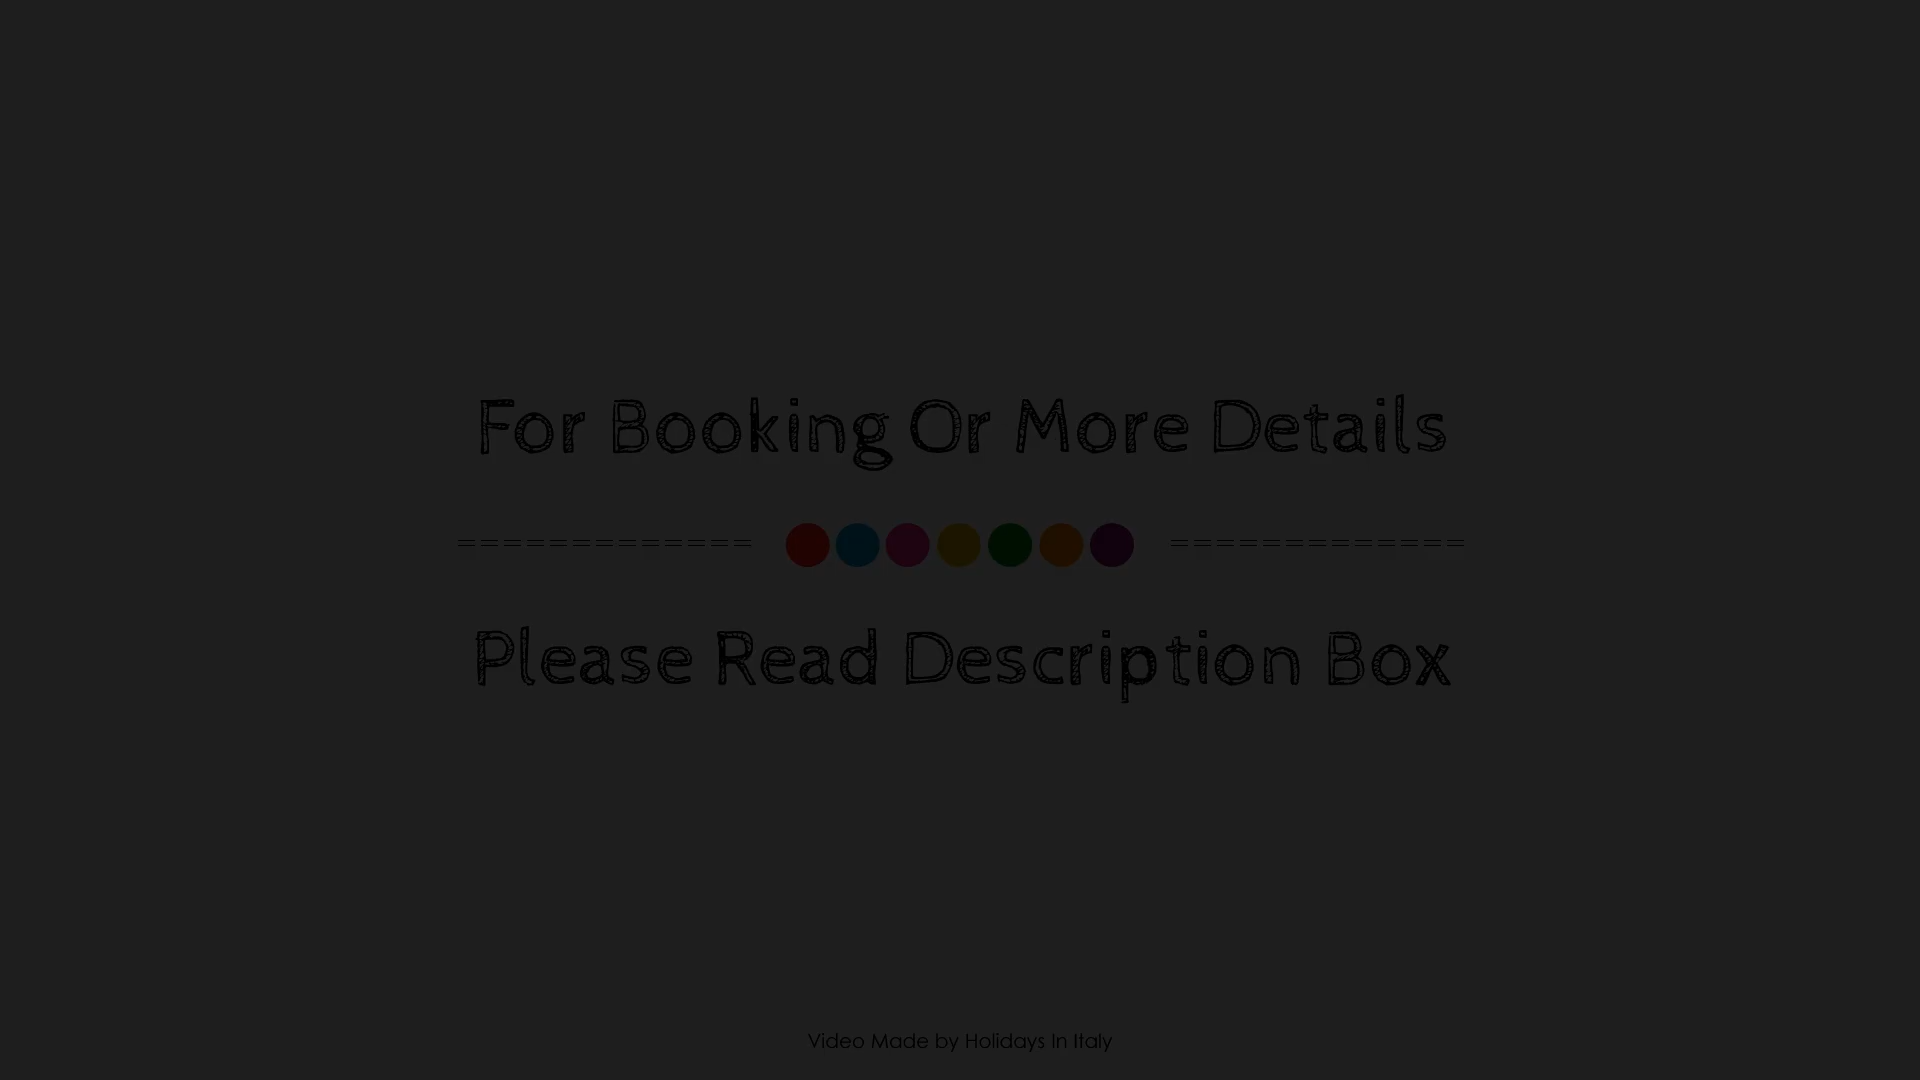 For Booking Or More Details
============= =============
Please Read Description Box
Video Made by Holidays In Italy